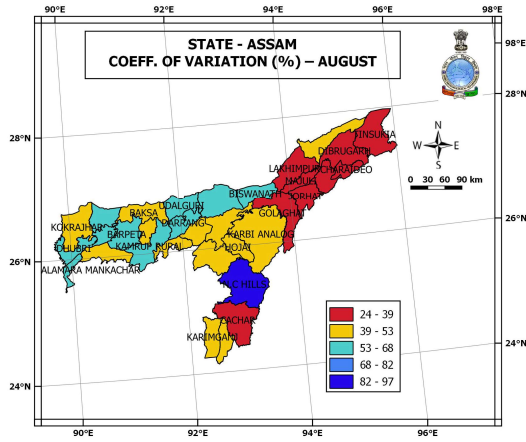 90°E 92°E 94°E 96°E 98°E
STATE - ASSAM
COEFF. OF VARIATION (%) – AUGUST
98°E
28°N
28°N
N
W E
S
0 30 60 90 km
TINSUKIA
DIBRUGARH
LAKHIMPUR CHARAIDEO
MAJULI
BISWANATH JORHAT
UDALGURI
BAKSA GOLAGHAT
DARRANG
KOKRAJHAR
BARPETA KARBI ANALOG
DHUBRI KAMRUP RURAL HOJAI
26°N
26°N
ALAMARA MANKACHAR
N.C HILLS
CACHAR
KARIMGANJ
24 - 39
39 - 53
53 - 68
68 - 82
82 - 97
24°N
24°N
90°E 92°E 94°E 96°E